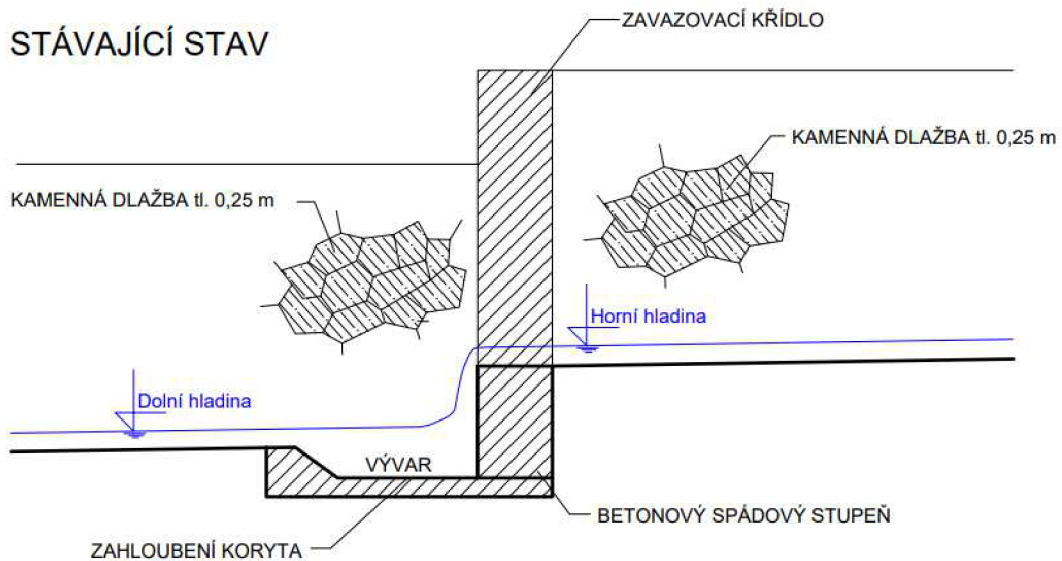 STÁVAJÍCÍ STAV
ZAVAZOVACÍ KŘÍDLO
KAMENNÁ DLAŽBA tl. 0,25 m
KAMENNÁ DLAŽBA tl. 0,25 m
Horní hladina
Dolní hladina
VÝVAR
BETONOVÝ SPÁDOVÝ STUPEŇ
ZAHLOUBENÍ KORYTA